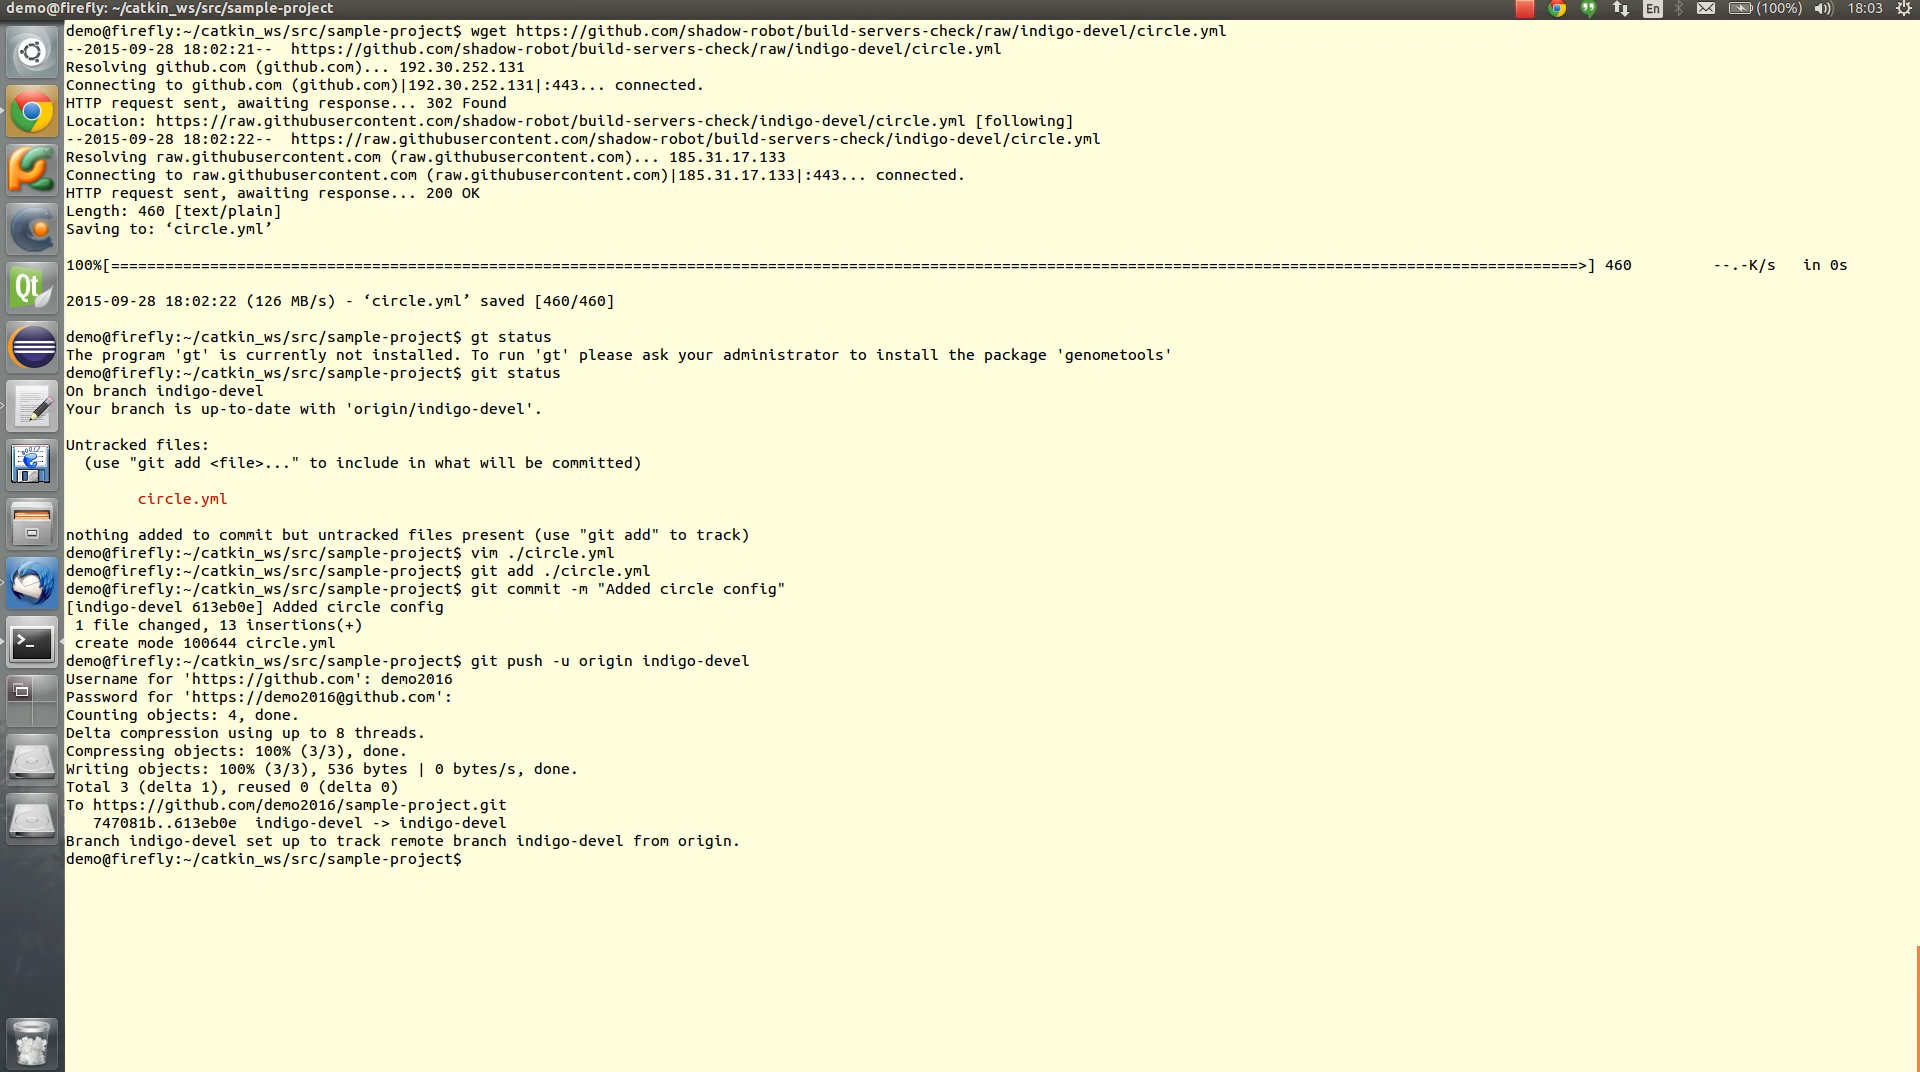 demo@firefly: ~/catkin_ws/src/sample-project
En
(100%)
18:03
demo@firefly:~/catkin_ws/src/sample-project$ wget https://github.com/shadow-robot/build-servers-check/raw/indigo-devel/circle.yml
--2015-09-28 18:02:21--  https://github.com/shadow-robot/build-servers-check/raw/indigo-devel/circle.yml
Resolving github.com (github.com)... 192.30.252.131
Connecting to github.com (github.com)|192.30.252.131|:443... connected.
HTTP request sent, awaiting response... 302 Found
Location: https://raw.githubusercontent.com/shadow-robot/build-servers-check/indigo-devel/circle.yml [following]
--2015-09-28 18:02:22--  https://raw.githubusercontent.com/shadow-robot/build-servers-check/indigo-devel/circle.yml
Resolving raw.githubusercontent.com (raw.githubusercontent.com)... 185.31.17.133
Connecting to raw.githubusercontent.com (raw.githubusercontent.com)|185.31.17.133|:443... connected.
HTTP request sent, awaiting response... 200 OK
Length: 460 [text/plain]
Saving to: ‘circle.yml’
100%[===================================================================================================================================================================>] 460         --.-K/s   in 0s
2015-09-28 18:02:22 (126 MB/s) - ‘circle.yml’ saved [460/460]
demo@firefly:~/catkin_ws/src/sample-project$ gt status
The program 'gt' is currently not installed. To run 'gt' please ask your administrator to install the package 'genometools'
demo@firefly:~/catkin_ws/src/sample-project$ git status
On branch indigo-devel
Your branch is up-to-date with 'origin/indigo-devel'.
Untracked files:
  (use "git add <file>..." to include in what will be committed)
        circle.yml
nothing added to commit but untracked files present (use "git add" to track)
demo@firefly:~/catkin_ws/src/sample-project$ vim ./circle.yml
demo@firefly:~/catkin_ws/src/sample-project$ git add ./circle.yml
demo@firefly:~/catkin_ws/src/sample-project$ git commit -m "Added circle config"
[indigo-devel 613eb0e] Added circle config
 1 file changed, 13 insertions(+)
 create mode 100644 circle.yml
demo@firefly:~/catkin_ws/src/sample-project$ git push -u origin indigo-devel
Username for 'https://github.com': demo2016
Password for 'https://demo2016@github.com':
Counting objects: 4, done.
Delta compression using up to 8 threads.
Compressing objects: 100% (3/3), done.
Writing objects: 100% (3/3), 536 bytes | 0 bytes/s, done.
Total 3 (delta 1), reused 0 (delta 0)
To https://github.com/demo2016/sample-project.git
   747081b..613eb0e  indigo-devel -> indigo-devel
Branch indigo-devel set up to track remote branch indigo-devel from origin.
demo@firefly:~/catkin_ws/src/sample-project$
Qt